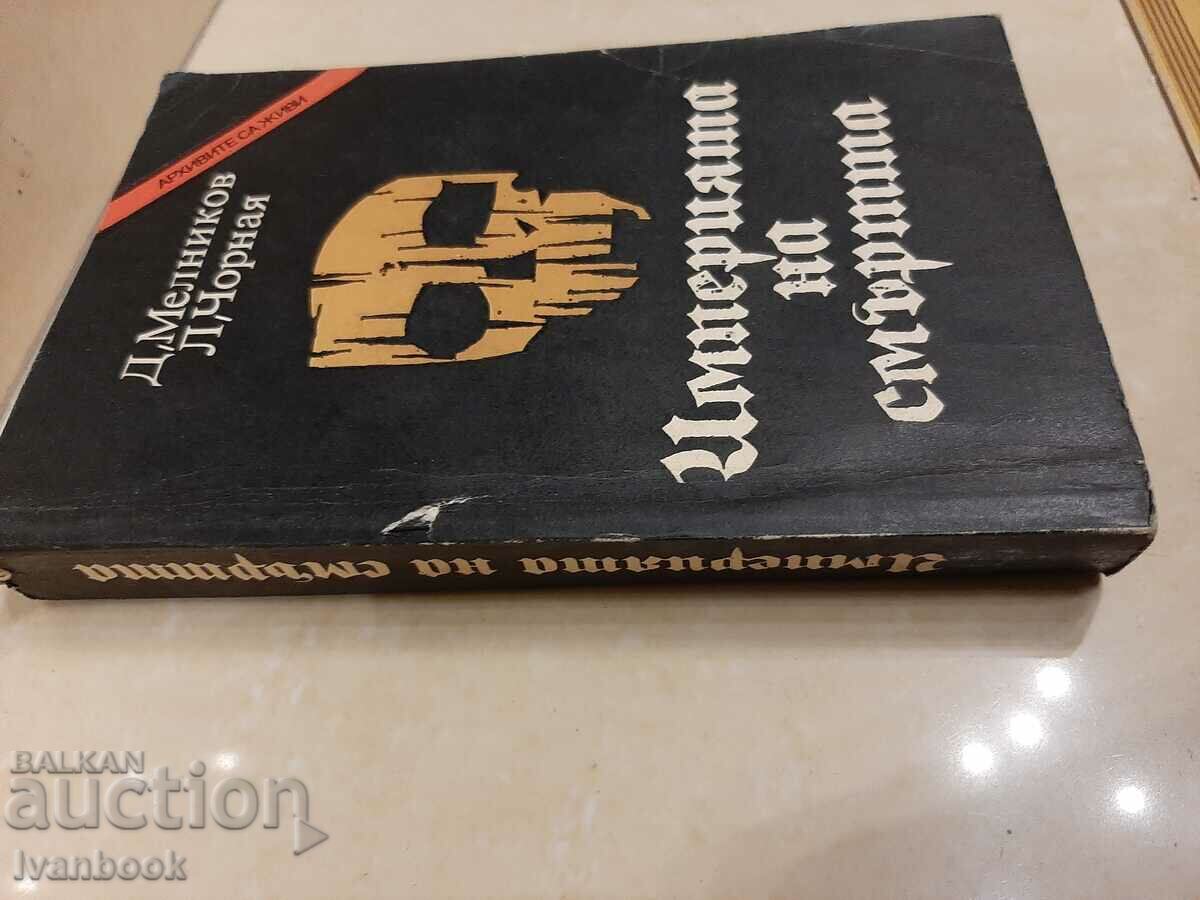 АРХИВИТЕ СА ЖИВИ
Д. Мелников
Л. Чорная
Империята
на
смъртта
Империята на смъртта
BALKAN
auction
Ivanbook